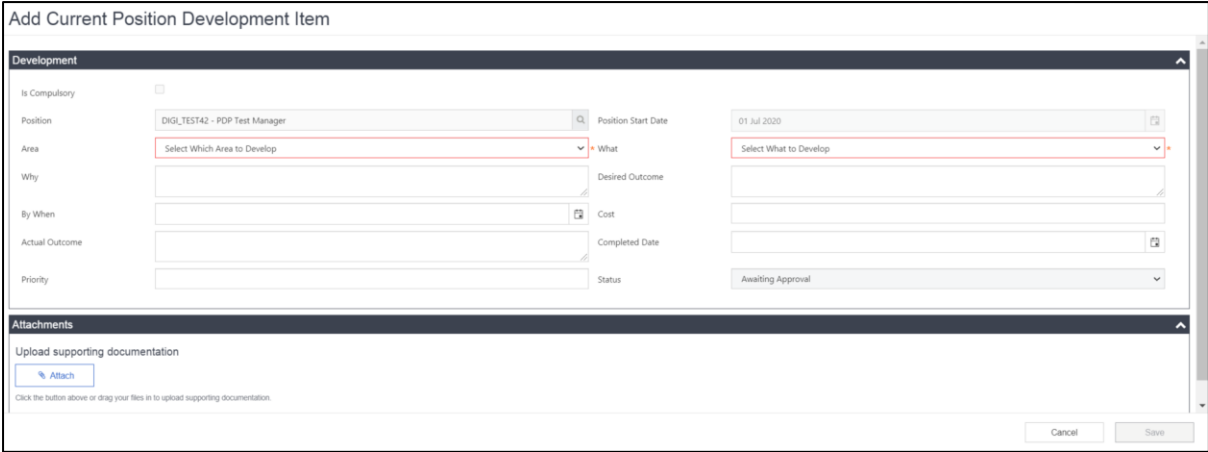 Add Current Position Development Item
Development
Is Compulsory
Position DIGI_TEST42 - PDP Test Manager Position Start Date 01 Jul 2020
Area Select Which Area to Develop * What Select What to Develop *
Why Desired Outcome
By When Cost
Actual Outcome Completed Date
Priority Status Awaiting Approval
Attachments
Upload supporting documentation
Attach
Click the button above or drag your files in to upload supporting documentation.
Cancel Save